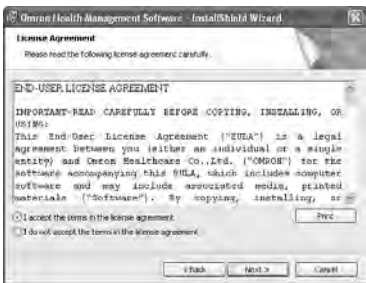 Omron Health Management Software - InstallShield Wizard
License Agreement
Please read the following license agreement carefully.
END-USER LICENSE AGREEMENT
IMPORTANT-READ CAREFULLY BEFORE COPYING, INSTALLING, OR
USING:
This End-User License Agreement ("EULA") is a legal
agreement between you (either an individual or a single
entity) and Omron Healthcare Co.,Ltd. ("OMRON") for the
software accompanying this EULA, which includes computer
software and may include associated media, printed
materials ("Software"). By copying, installing, or
I accept the terms in the license agreement
Print
I do not accept the terms in the license agreement
< Back
Next >
Cancel